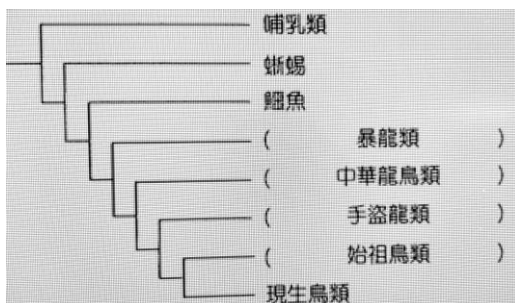 哺乳類
蜥蜴
鱷魚
( 暴龍類 )
( 中華龍鳥類 )
( 手盜龍類 )
( 始祖鳥類 )
現生鳥類